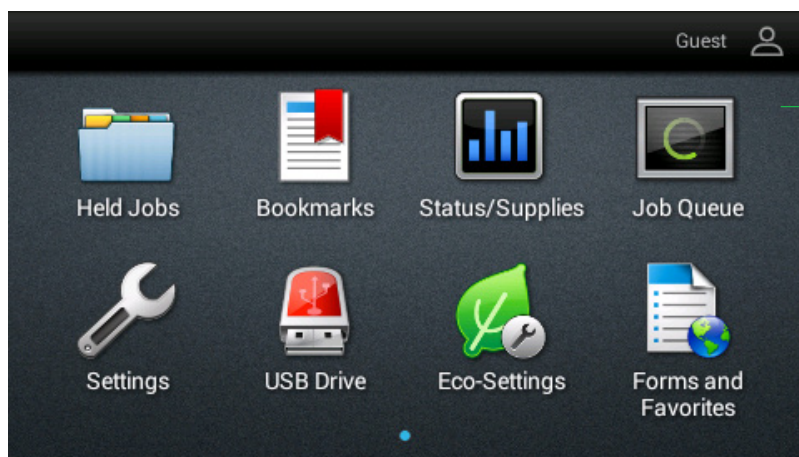 Guest
Held Jobs
Bookmarks
Status/Supplies
Job Queue
Settings
USB Drive
Eco-Settings
Forms and
Favorites